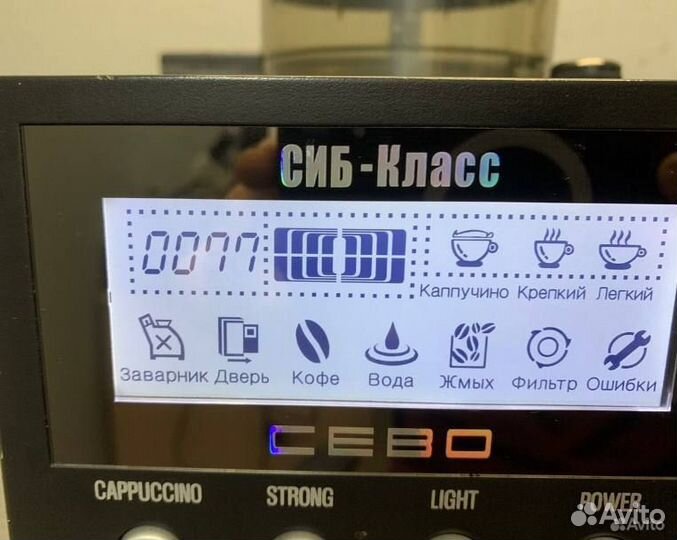 СИБ-Класс
0077
Каппучино Крепкий Легкий
Заварник Дверь Кофе Вода Жмых Фильтр Ошибки
CEBO
CAPPUCCINO STRONG LIGHT POWER
Avito
Avito